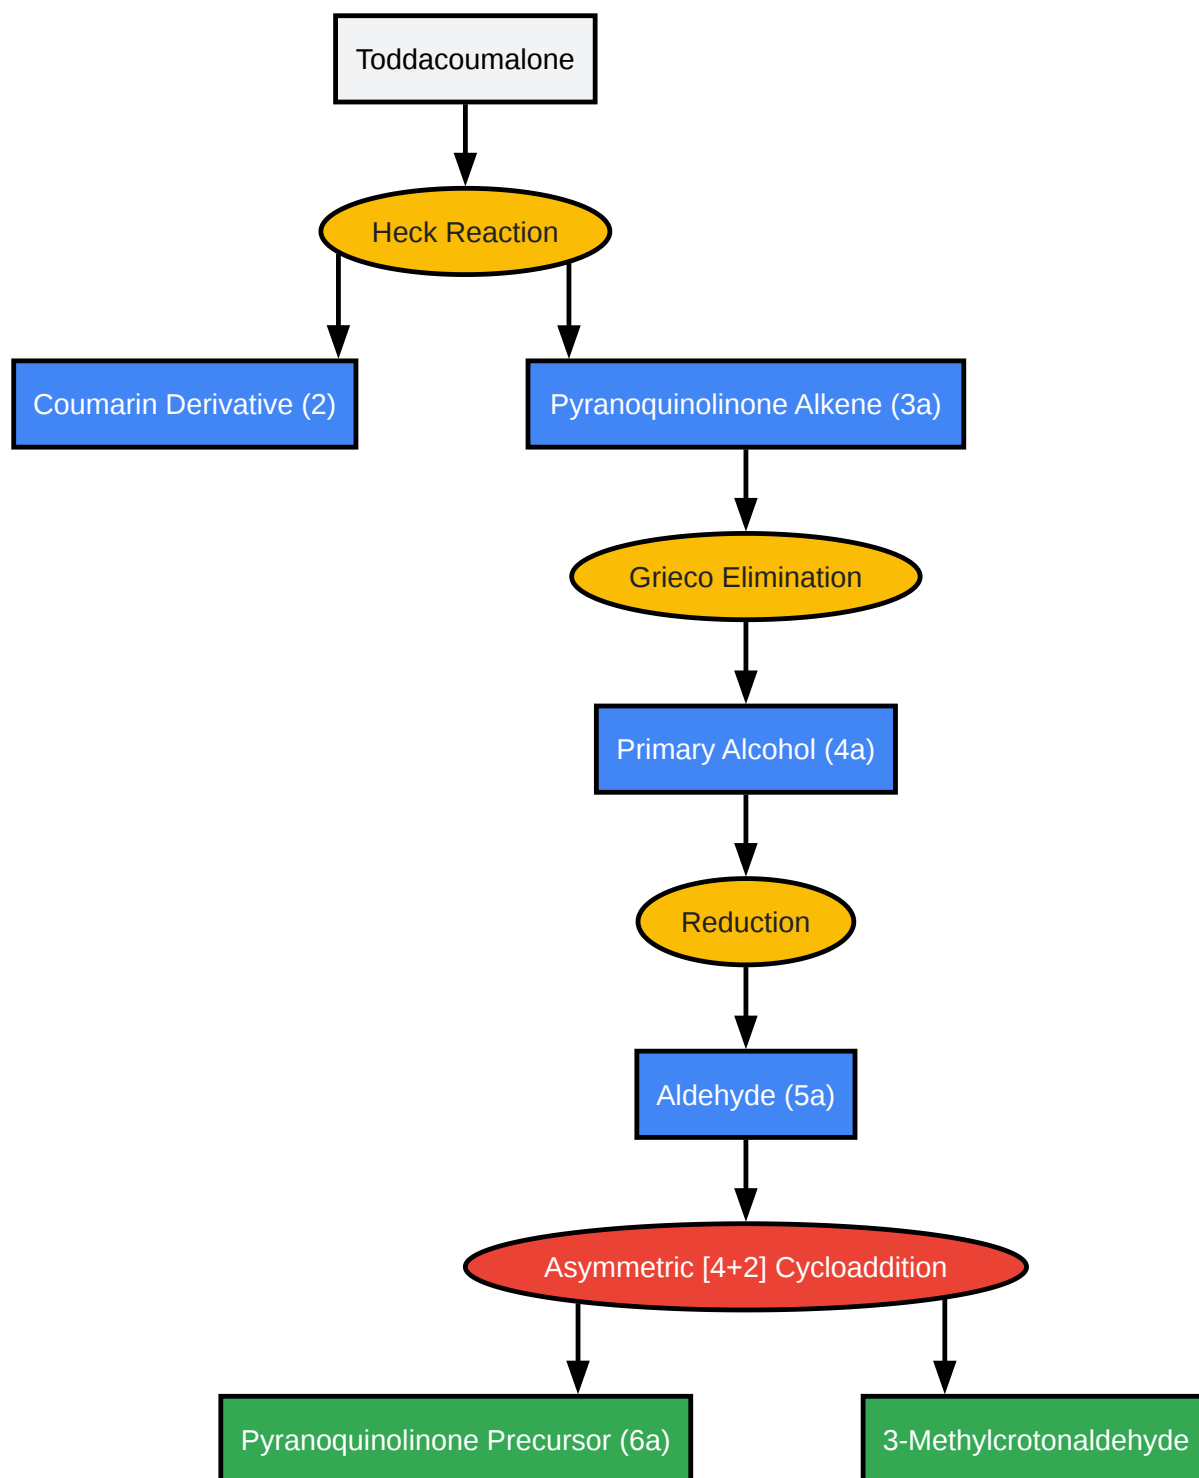 Toddacoumalone
Heck Reaction
Coumarin Derivative (2)
Pyranoquinolinone Alkene (3a)
Grieco Elimination
Primary Alcohol (4a)
Reduction
Aldehyde (5a)
Asymmetric [4+2] Cycloaddition
Pyranoquinolinone Precursor (6a)
3-Methylcrotonaldehyde